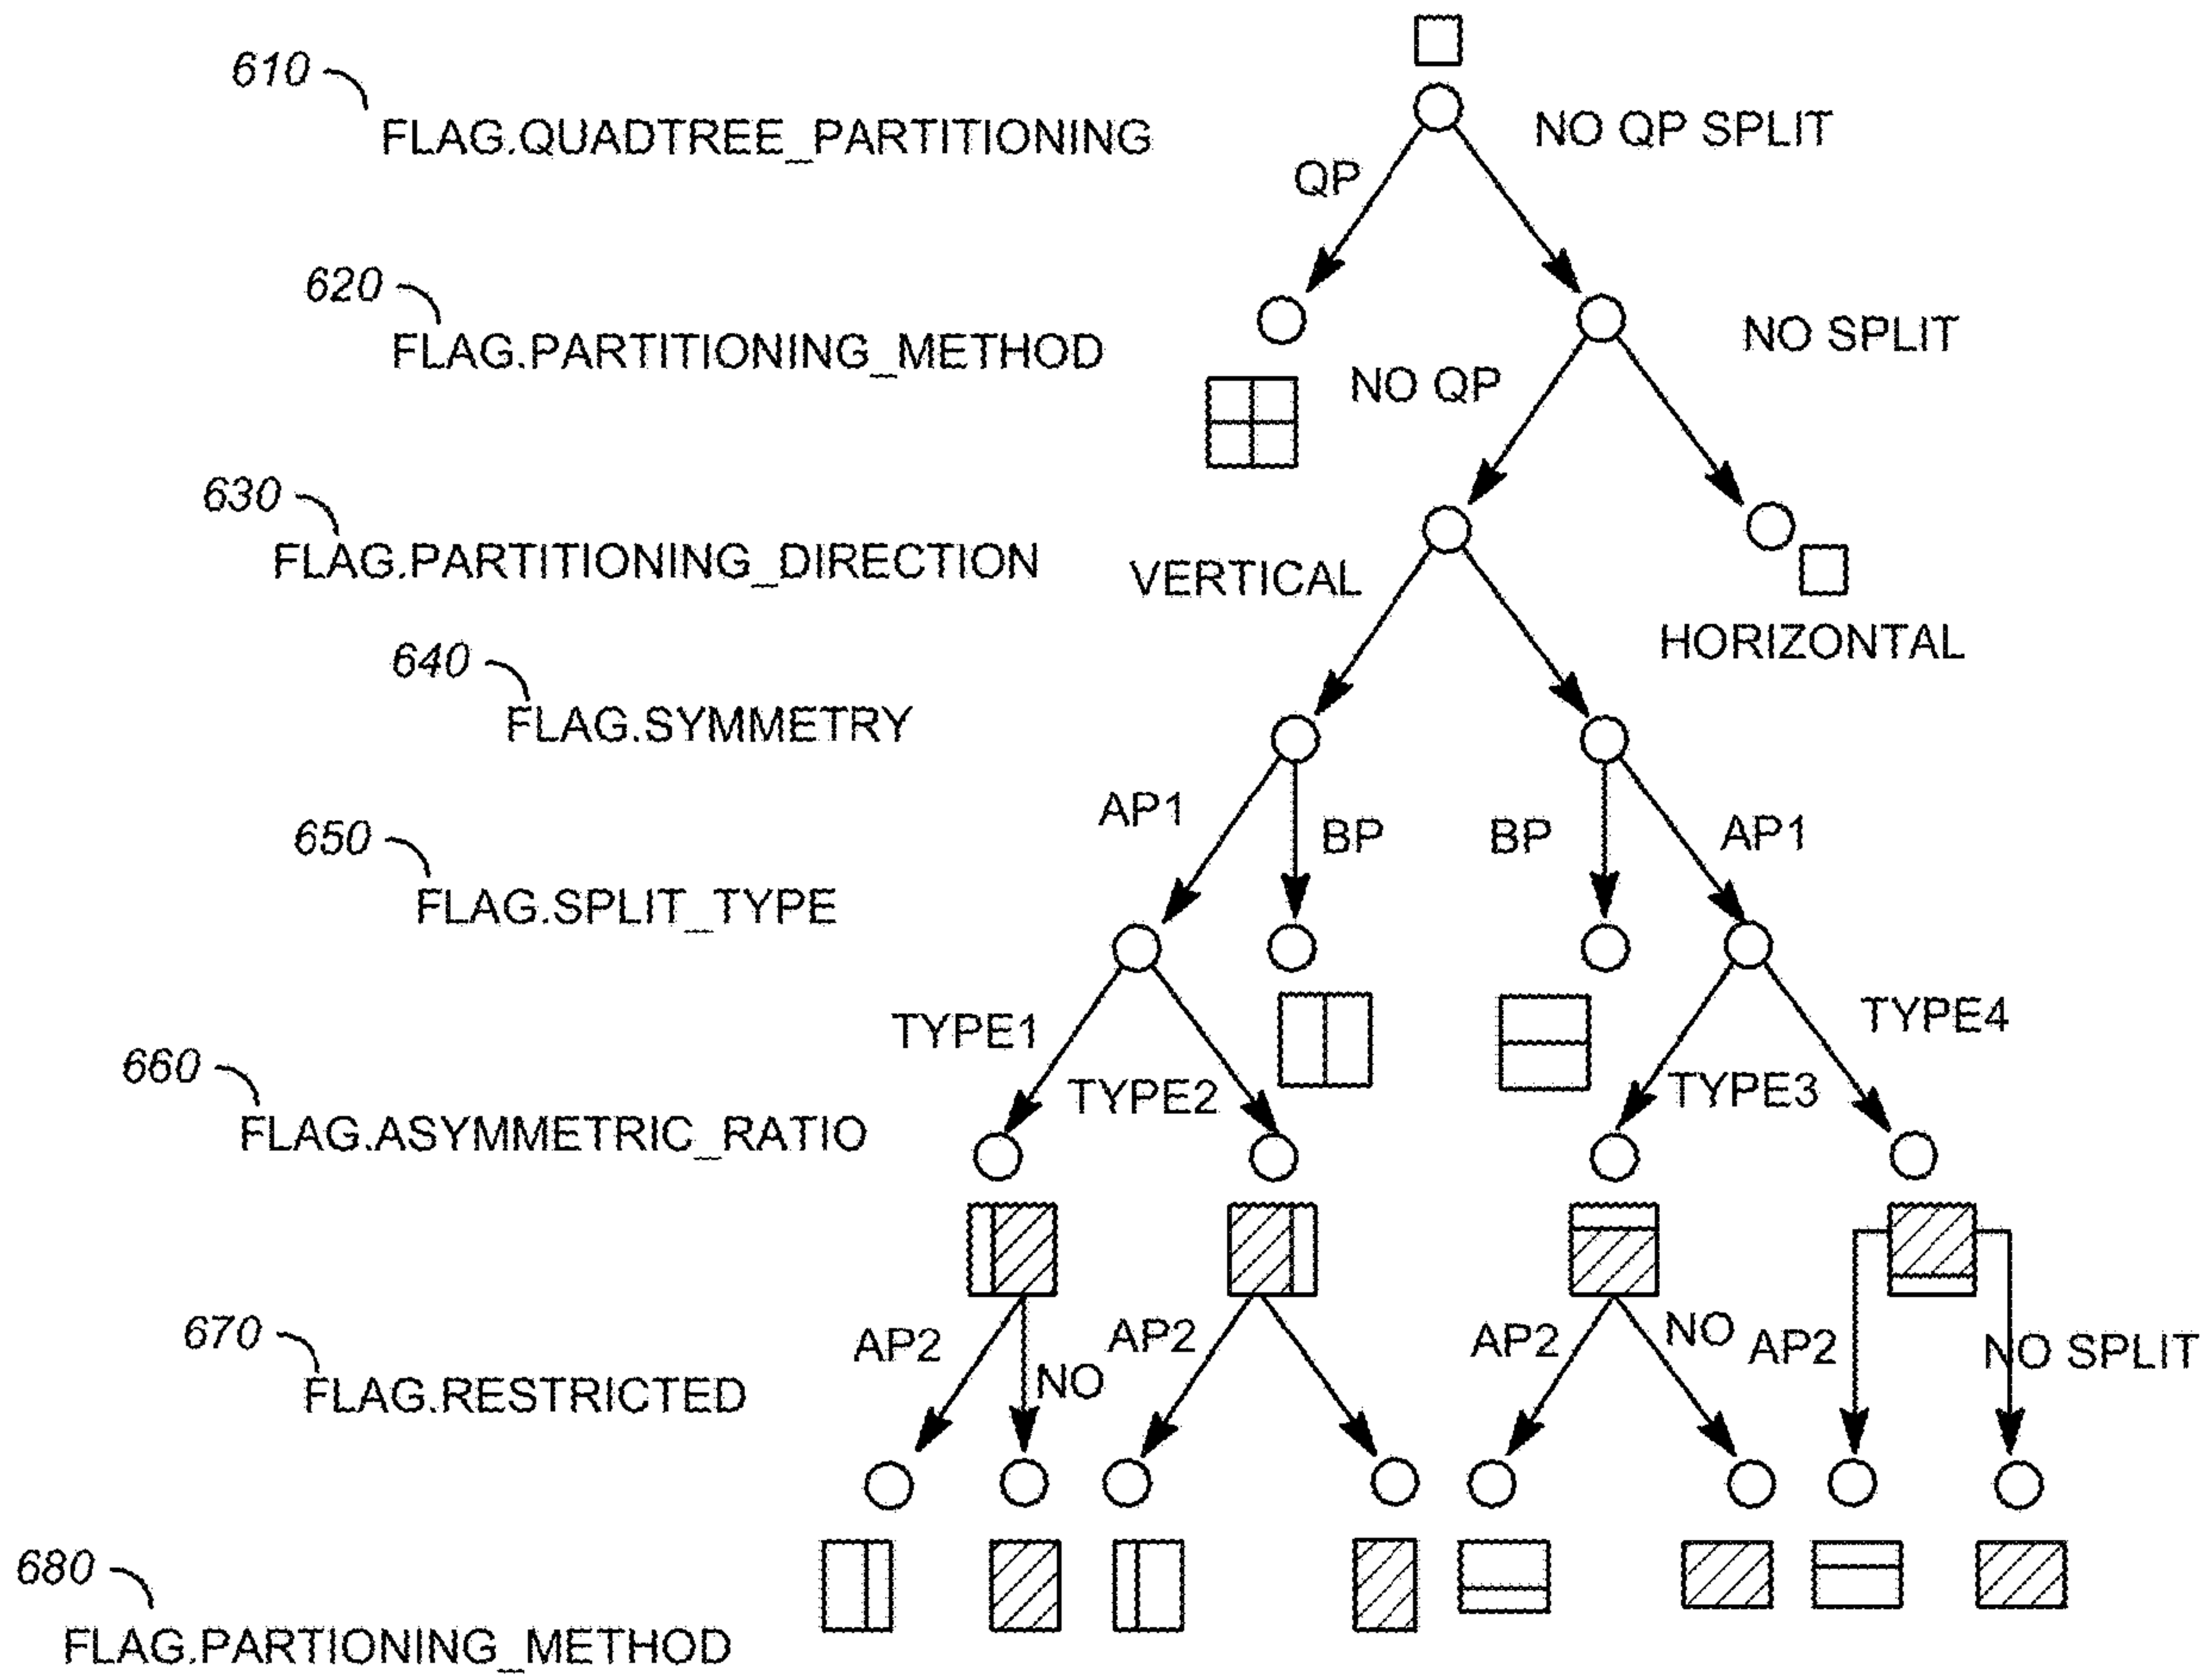 610
FLAG.QUADTREE_PARTITIONING
NO QP SPLIT
QP
620
FLAG.PARTITIONING_METHOD
NO SPLIT
NO QP
630
FLAG.PARTITIONING_DIRECTION
VERTICAL
HORIZONTAL
640
FLAG.SYMMETRY
AP1
BP
BP
AP1
650
FLAG.SPLIT_TYPE
TYPE1
TYPE2
TYPE3
TYPE4
660
FLAG.ASYMMETRIC_RATIO
670
FLAG.RESTRICTED
AP2
NO
AP2
AP2
NO
AP2
NO SPLIT
680
FLAG.PARTIONING_METHOD